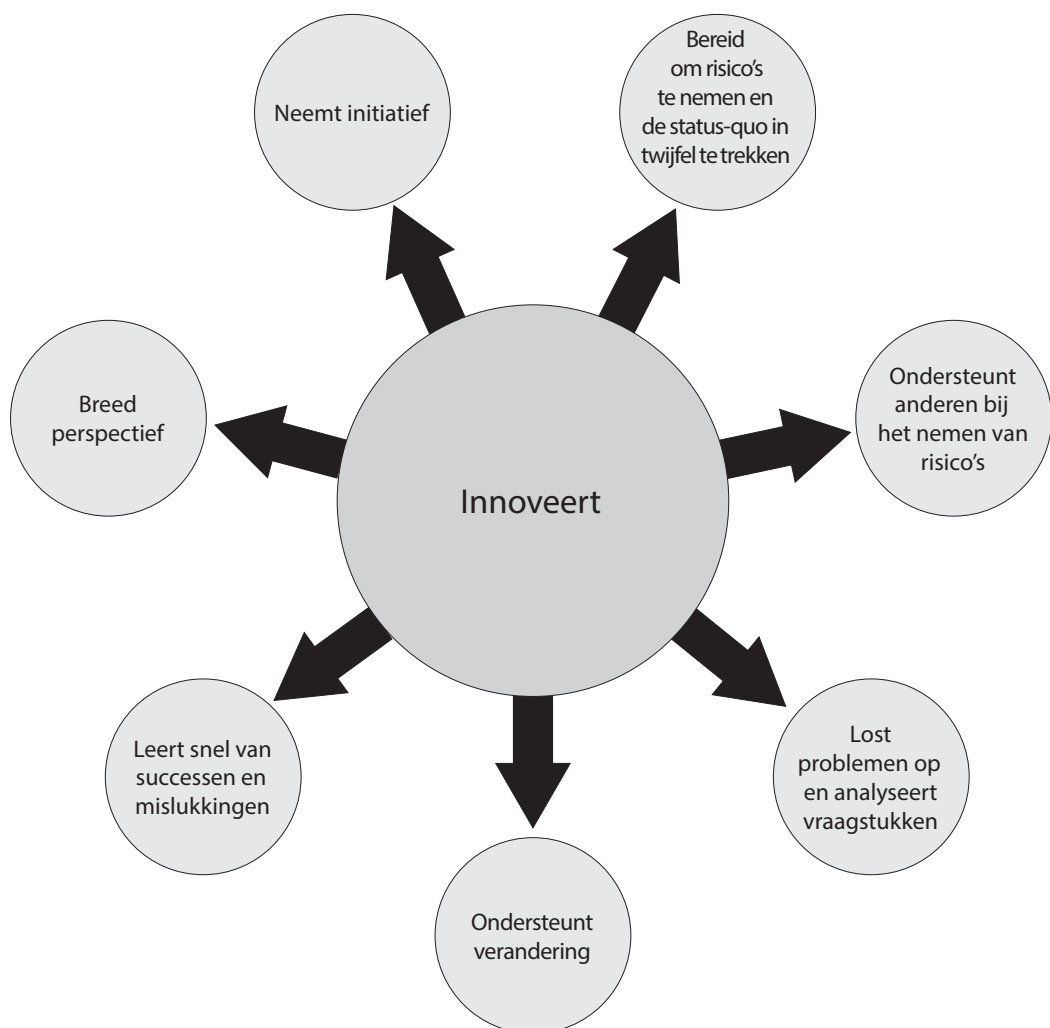 Neemt initiatief
Bereid
om risico's
te nemen en
de status-quo in
twijfel te trekken
Breed
perspectief
Innoveert
Ondersteunt
anderen bij
het nemen van
risico's
Leert snel van
successen en
mislukkingen
Lost
problemen op
en analyseert
vraagstukken
Ondersteunt
verandering